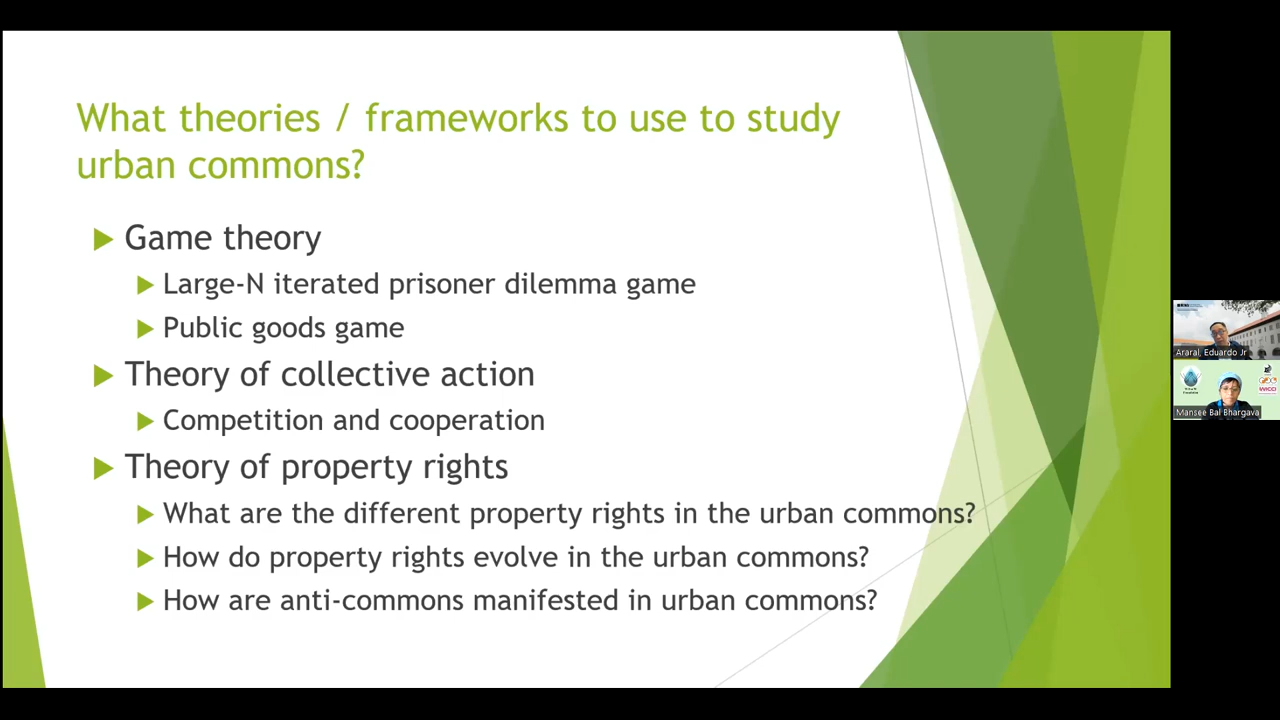 What theories / frameworks to use to study
urban commons?
Game theory
Large-N iterated prisoner dilemma game
Public goods game
Theory of collective action
Competition and cooperation
Theory of property rights
What are the different property rights in the urban commons?
How do property rights evolve in the urban commons?
How are anti-commons manifested in urban commons?
Araral, Eduardo Jr
WICCI
Mansee Bal Bhargava